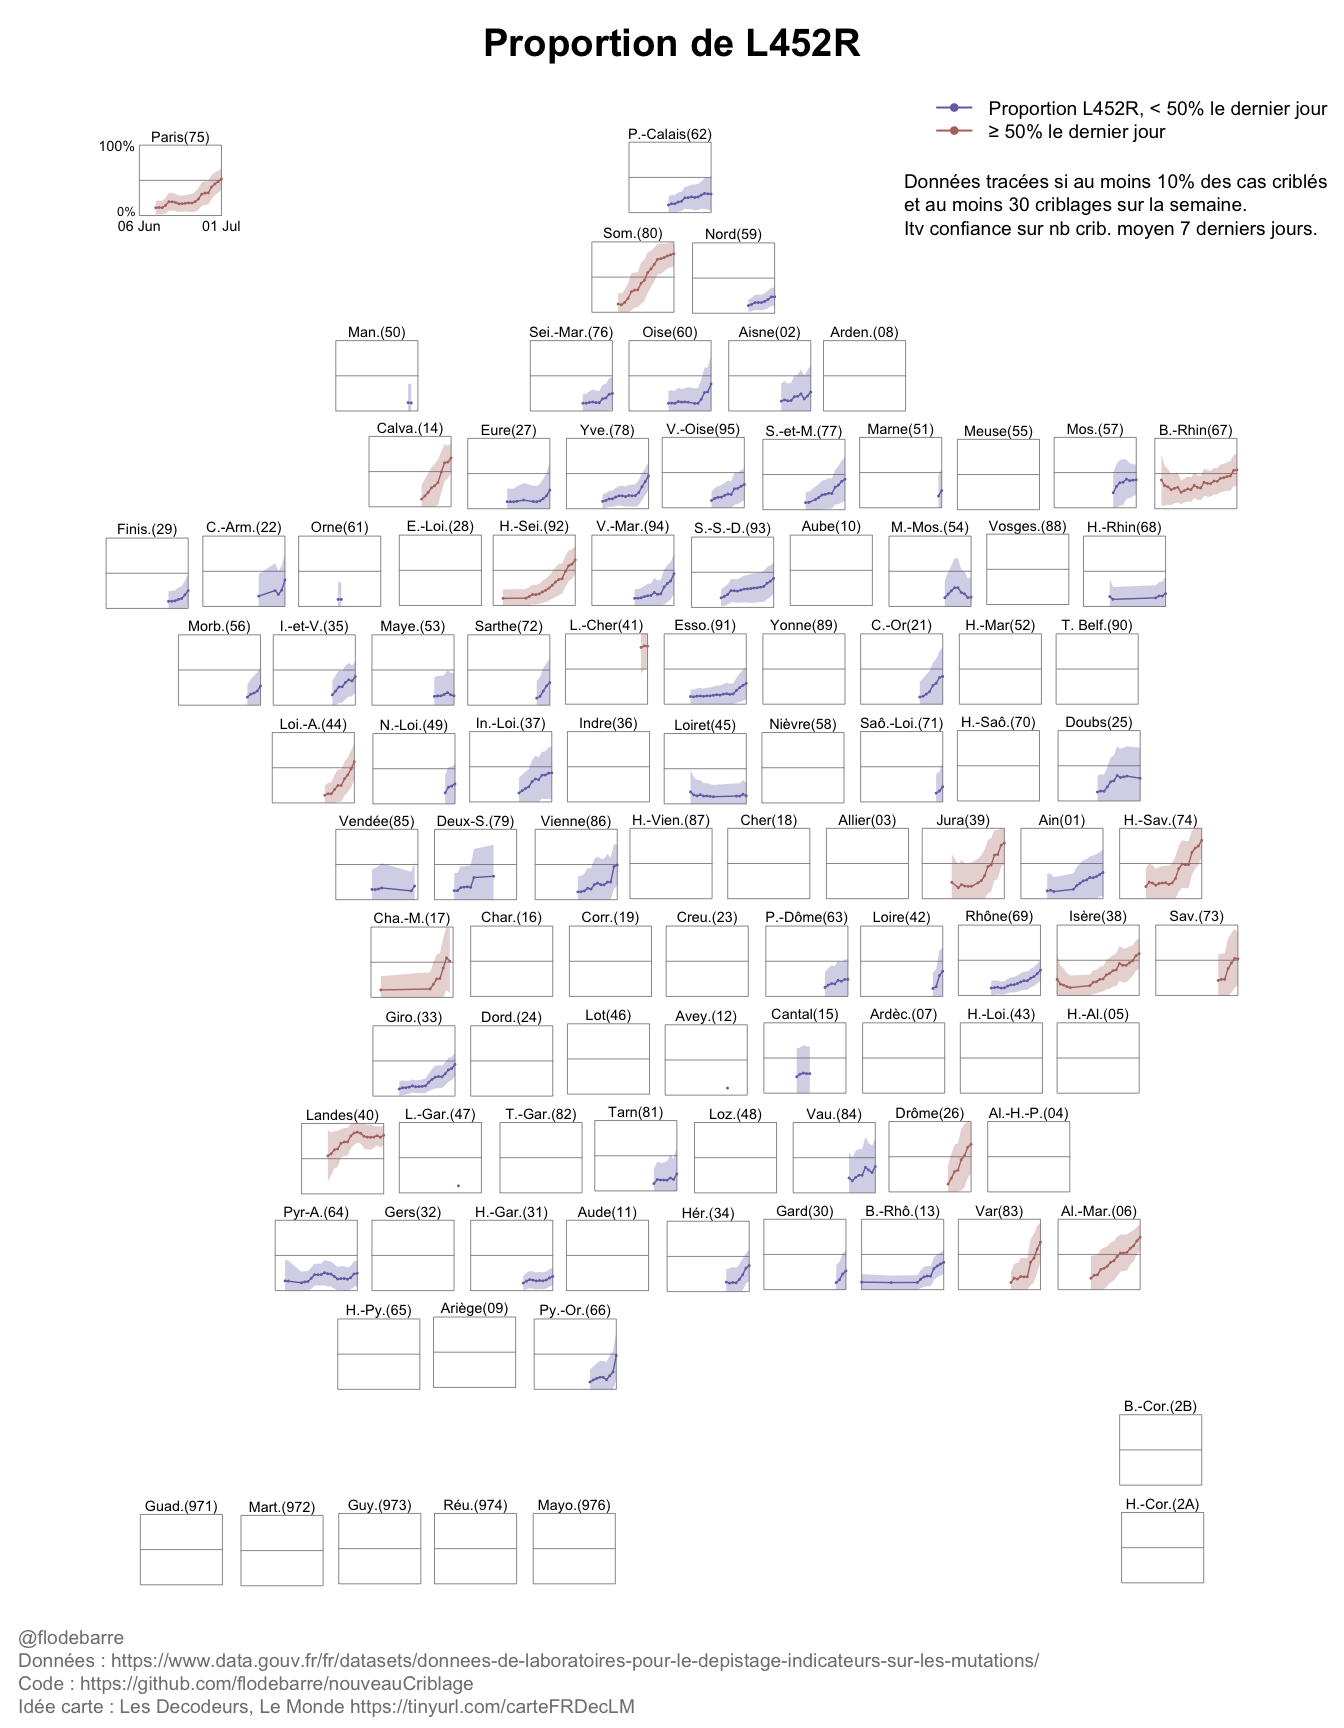 Proportion de L452R
Proportion L452R, < 50% le dernier jour
≥ 50% le dernier jour
Données tracées si au moins 10% des cas criblés
et au moins 30 criblages sur la semaine.
Itv confiance sur nb crib. moyen 7 derniers jours.
Paris(75)
100%
0%
06 Jun 01 Jul
P.-Calais(62)
Som.(80) Nord(59)
Man.(50) Sei.-Mar.(76) Oise(60) Aisne(02) Arden.(08)
Calva.(14) Eure(27) Yve.(78) V.-Oise(95) S.-et-M.(77) Marne(51) Meuse(55) Mos.(57) B.-Rhin(67)
Finis.(29) C.-Arm.(22) Orne(61) E.-Loi.(28) H.-Sei.(92) V.-Mar.(94) S.-S.-D.(93) Aube(10) M.-Mos.(54) Vosges.(88) H.-Rhin(68)
Morb.(56) I.-et-V.(35) Maye.(53) Sarthe(72) L.-Cher(41) Esso.(91) Yonne(89) C.-Or(21) H.-Mar(52) T. Belf.(90)
Loi.-A.(44) N.-Loi.(49) In.-Loi.(37) Indre(36) Loiret(45) Nièvre(58) Saô.-Loi.(71) H.-Saô.(70) Doubs(25)
Vendée(85) Deux-S.(79) Vienne(86) H.-Vien.(87) Cher(18) Allier(03) Jura(39) Ain(01) H.-Sav.(74)
Cha.-M.(17) Char.(16) Corr.(19) Creu.(23) P.-Dôme(63) Loire(42) Rhône(69) Isère(38) Sav.(73)
Giro.(33) Dord.(24) Lot(46) Avey.(12) Cantal(15) Ardèc.(07) H.-Loi.(43) H.-Al.(05)
Landes(40) L.-Gar.(47) T.-Gar.(82) Tarn(81) Loz.(48) Vau.(84) Drôme(26) Al.-H.-P.(04)
Pyr-A.(64) Gers(32) H.-Gar.(31) Aude(11) Hér.(34) Gard(30) B.-Rhô.(13) Var(83) Al.-Mar.(06)
H.-Py.(65) Ariège(09) Py.-Or.(66)
B.-Cor.(2B)
Guad.(971) Mart.(972) Guy.(973) Réu.(974) Mayo.(976) H.-Cor.(2A)
@flodebarre
Données : https://www.data.gouv.fr/fr/datasets/donnees-de-laboratoires-pour-le-depistage-indicateurs-sur-les-mutations/
Code : https://github.com/flodebarre/nouveauCriblage
Idée carte : Les Decodeurs, Le Monde https://tinyurl.com/carteFRDecLM